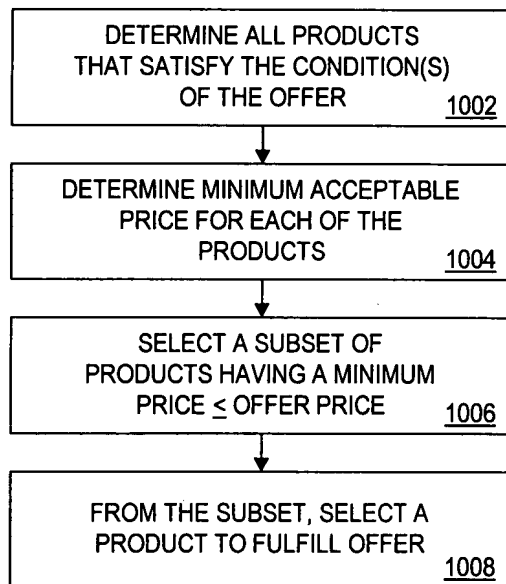 DETERMINE ALL PRODUCTS
THAT SATISFY THE CONDITION(S)
OF THE OFFER
1002
DETERMINE MINIMUM ACCEPTABLE
PRICE FOR EACH OF THE
PRODUCTS
1004
SELECT A SUBSET OF
PRODUCTS HAVING A MINIMUM
PRICE ≤ OFFER PRICE
1006
FROM THE SUBSET, SELECT A
PRODUCT TO FULFILL OFFER
1008